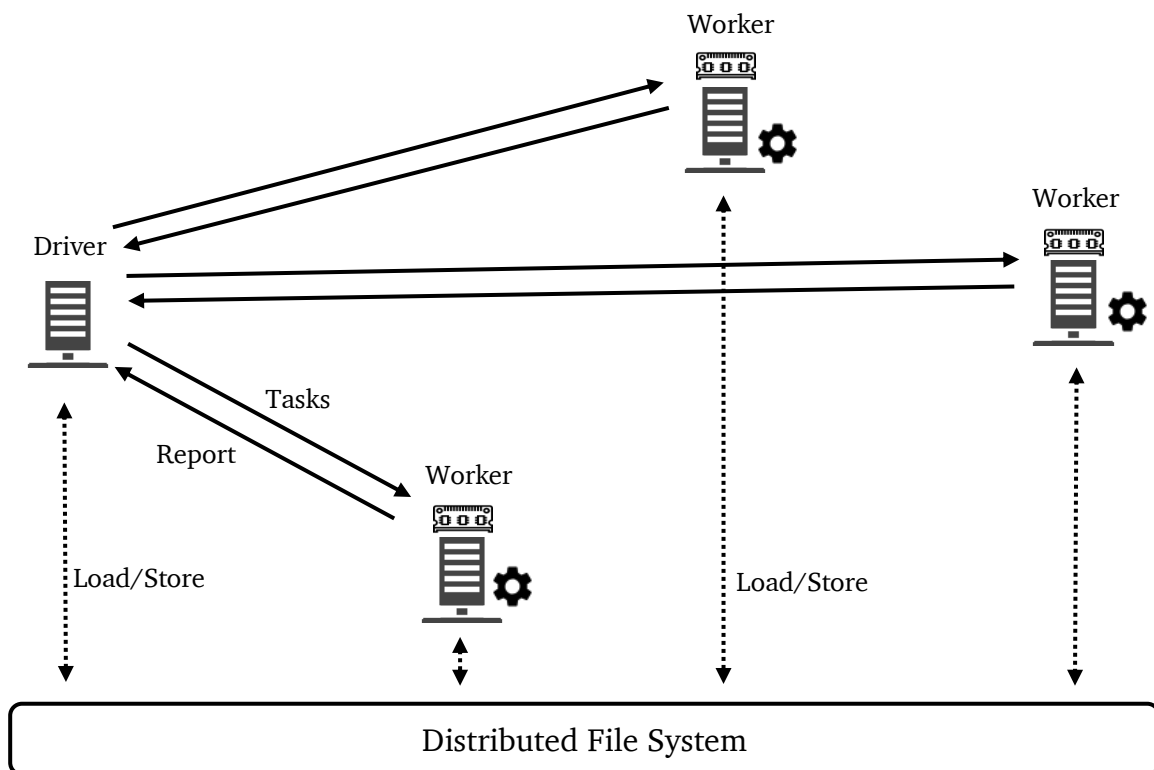 Worker
Worker
Driver
Tasks
Report
Worker
Load/Store
Load/Store
Distributed File System